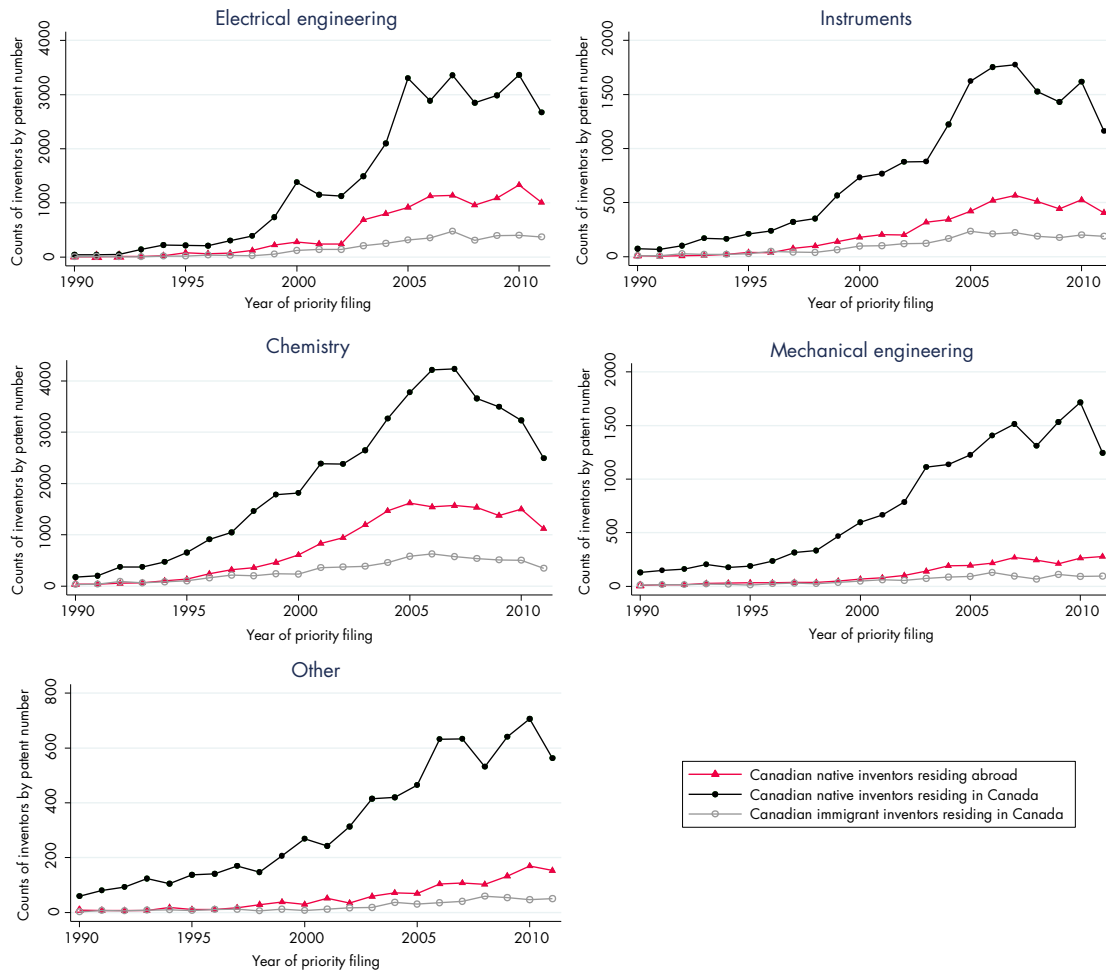 Electrical engineering
Counts of inventors by patent number
4000
3000
2000
1000
0
1990
1995
2000
2005
2010
Year of priority filing
Instruments
Counts of inventors by patent number
2000
1500
1000
500
0
1990
1995
2000
2005
2010
Year of priority filing
Chemistry
Counts of inventors by patent number
4000
3000
2000
1000
0
1990
1995
2000
2005
2010
Year of priority filing
Mechanical engineering
Counts of inventors by patent number
2000
1500
1000
500
0
1990
1995
2000
2005
2010
Year of priority filing
Other
Counts of inventors by patent number
800
600
400
200
0
1990
1995
2000
2005
2010
Year of priority filing
Canadian native inventors residing abroad
Canadian native inventors residing in Canada
Canadian immigrant inventors residing in Canada